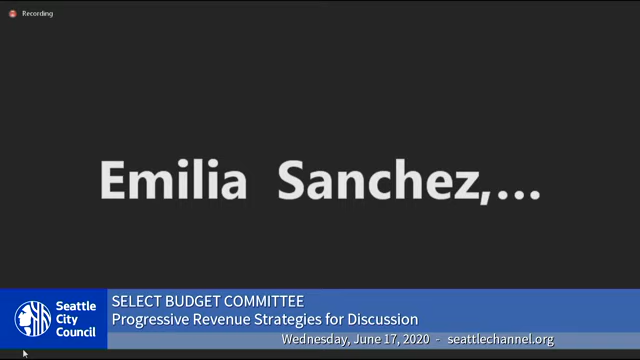 Recording
Emilia Sanchez,...
Seattle
City
Council
SELECT BUDGET COMMITTEE
Progressive Revenue Strategies for Discussion
Wednesday, June 17, 2020 - seattlechannel.org